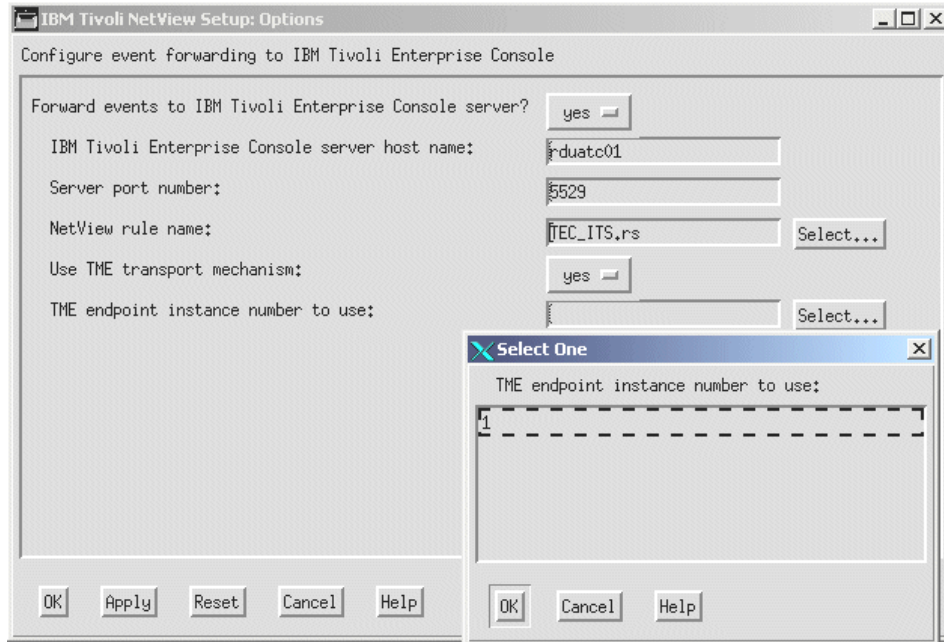 IBM Tivoli NetView Setup: Options
Configure event forwarding to IBM Tivoli Enterprise Console
Forward events to IBM Tivoli Enterprise Console server? yes
IBM Tivoli Enterprise Console server host name: rduatc01
Server port number: 5529
NetView rule name: TEC_ITS.rs Select...
Use TME transport mechanism: yes
TME endpoint instance number to use: Select...
Select One
TME endpoint instance number to use:
1
OK Apply Reset Cancel Help
OK Cancel Help